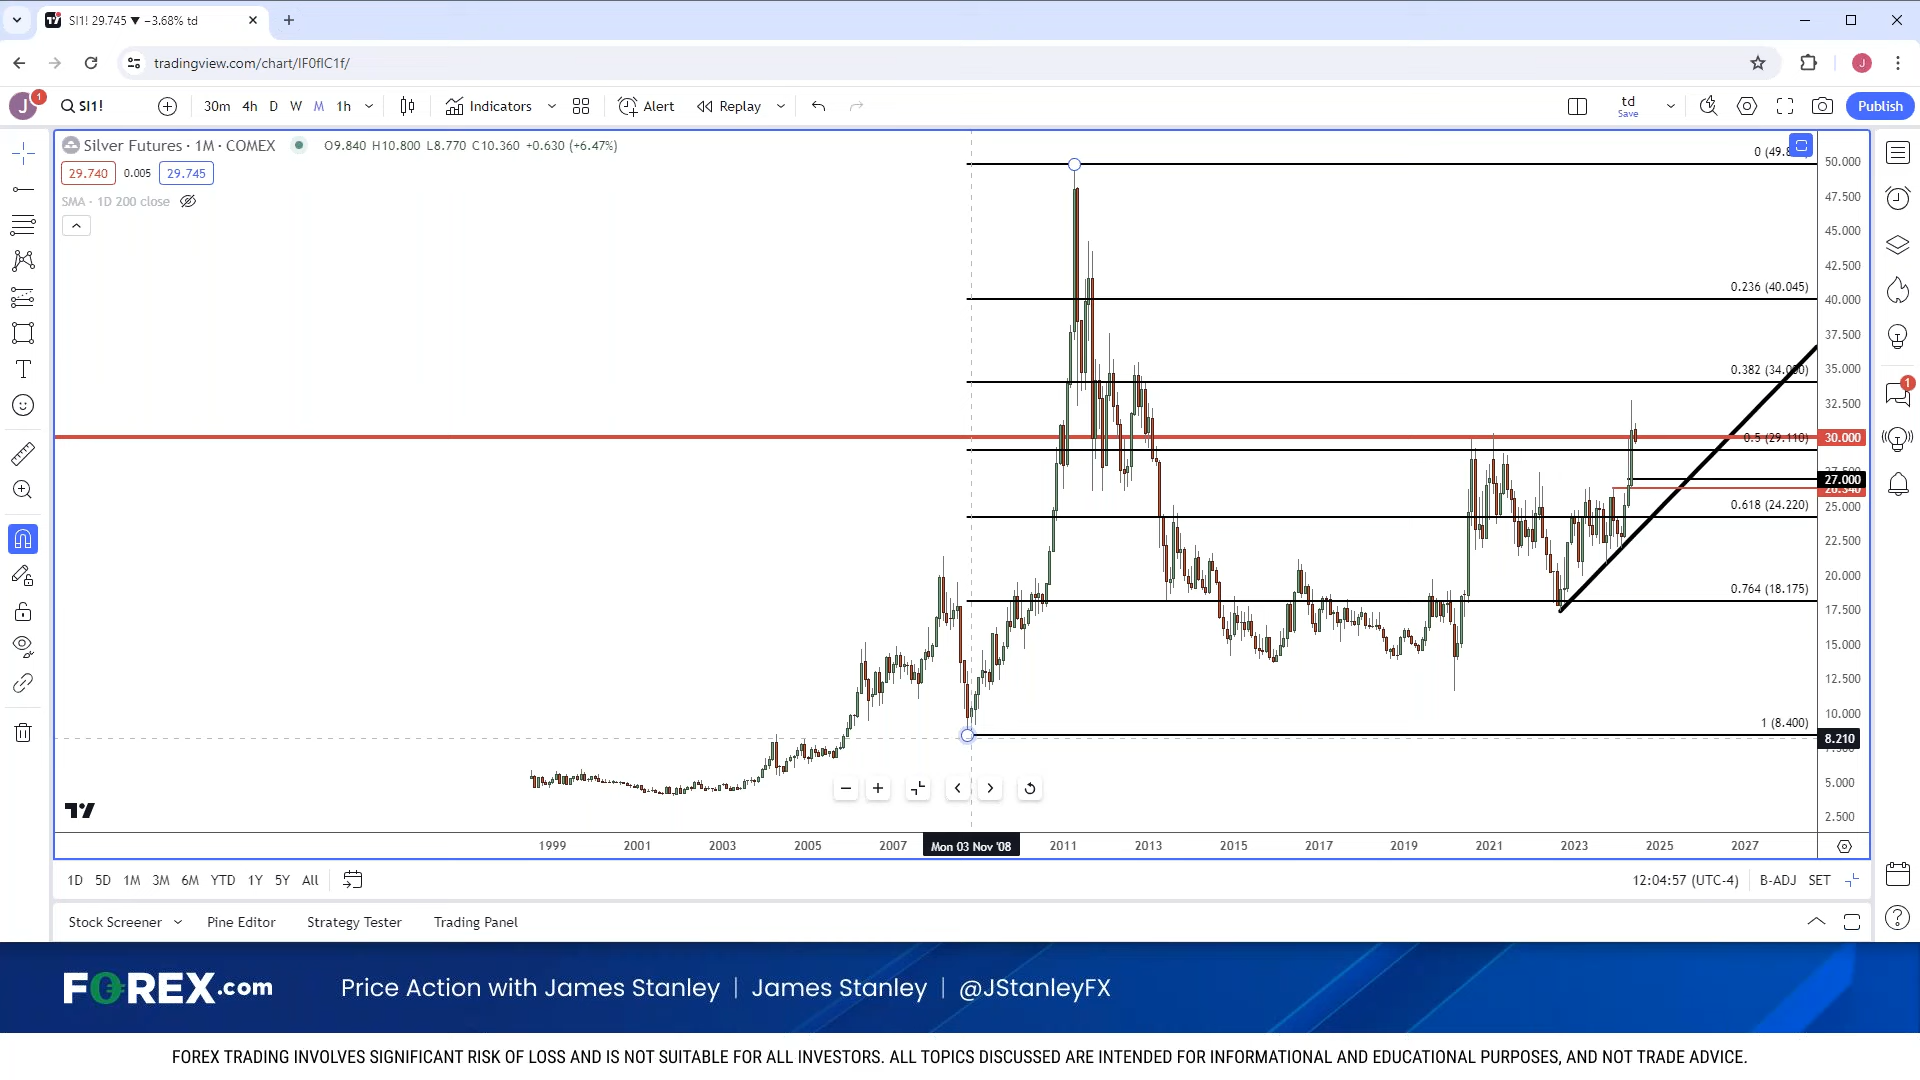 SI1! 29.745 ▼ −3.68% td
tradingview.com/chart/IF0fIC1f/
J
J 1 SI1! 30m 4h D W M 1h Indicators Alert Replay td Save Publish
Silver Futures · 1M · COMEX O9.840 H10.800 L8.770 C10.360 +0.630 (+6.47%)
29.740 0.005 29.745
SMA · 1D 200 close
50.000
47.500
45.000
42.500
0.236 (40.045)
40.000
37.500
0.382
35.000
32.500
0.5 (29.110) 30.000
27.000
0.618 (24.220) 25.000
22.500
20.000
0.764 (18.175)
17.500
15.000
12.500
10.000
1 (8.400)
8.210
5.000
2.500
1
1999 2001 2003 2005 2007 Mon 03 Nov '08 2011 2013 2015 2017 2019 2021 2023 2025 2027
1D 5D 1M 3M 6M YTD 1Y 5Y All 12:04:57 (UTC-4) B-ADJ SET
Stock Screener Pine Editor Strategy Tester Trading Panel
FOREX.com Price Action with James Stanley | James Stanley | @JStanleyFX
FOREX TRADING INVOLVES SIGNIFICANT RISK OF LOSS AND IS NOT SUITABLE FOR ALL INVESTORS. ALL TOPICS DISCUSSED ARE INTENDED FOR INFORMATIONAL AND EDUCATIONAL PURPOSES, AND NOT TRADE ADVICE.